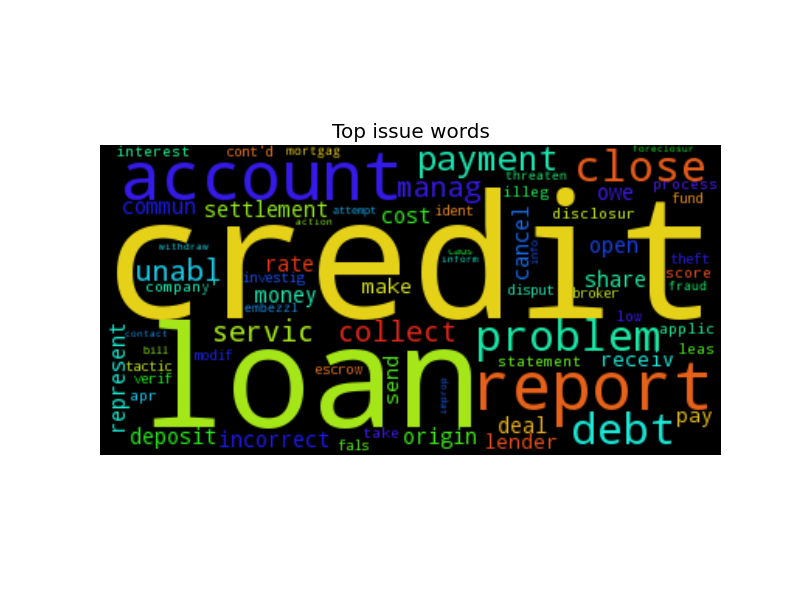 Top issue words
interest cont'd mortgag payment close foreclosur
account manag threaten illeg owe process
commun settlement attempt cost ident disclosur fund
action
credit
withdraw unabl rate caus inform cancel info open theft
company investig money make disput share score fraud
embezzl broker low
loan
represent contact servic collect problem applic
bill modif statement receiv leas
tactic escrow send report
verif improp
apr deal debt pay
deposit incorrect take origin lender
fals